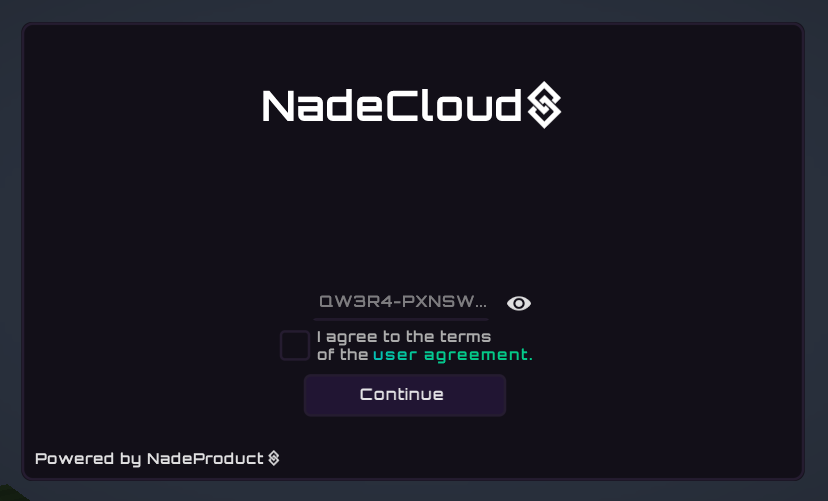 NadeCloud
QW3R4-PXNSW...
I agree to the terms
of the user agreement.
Continue
Powered by NadeProduct